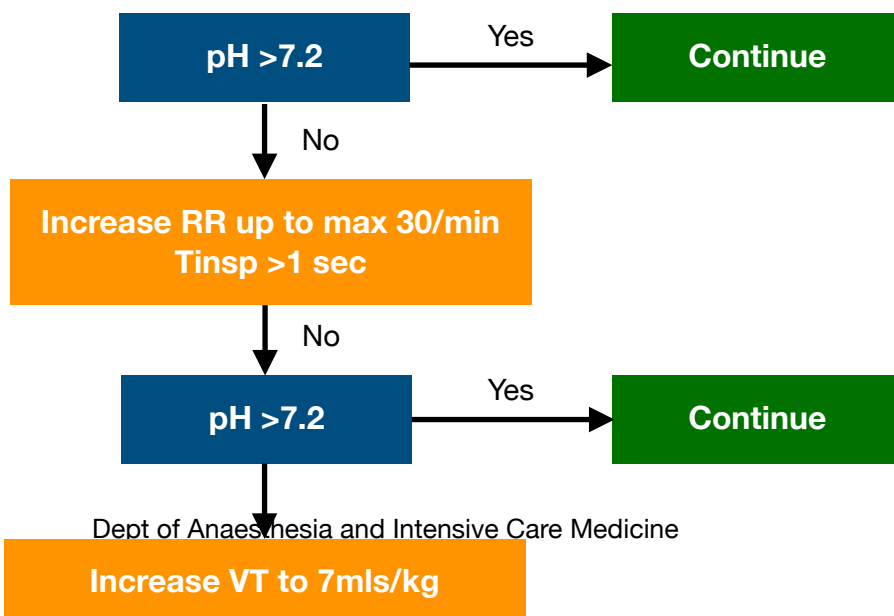 pH >7.2
Yes
Continue
No
Increase RR up to max 30/min
Tinsp >1 sec
No
pH >7.2
Yes
Continue
Dept of Anaesthesia and Intensive Care Medicine
Increase VT to 7mls/kg